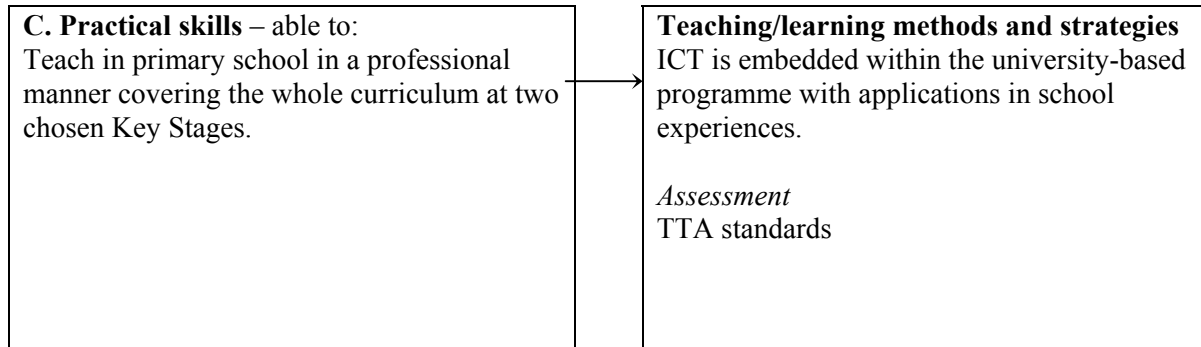 C. Practical skills – able to:
Teach in primary school in a professional
manner covering the whole curriculum at two
chosen Key Stages.
Teaching/learning methods and strategies
ICT is embedded within the university-based
programme with applications in school
experiences.
Assessment
TTA standards